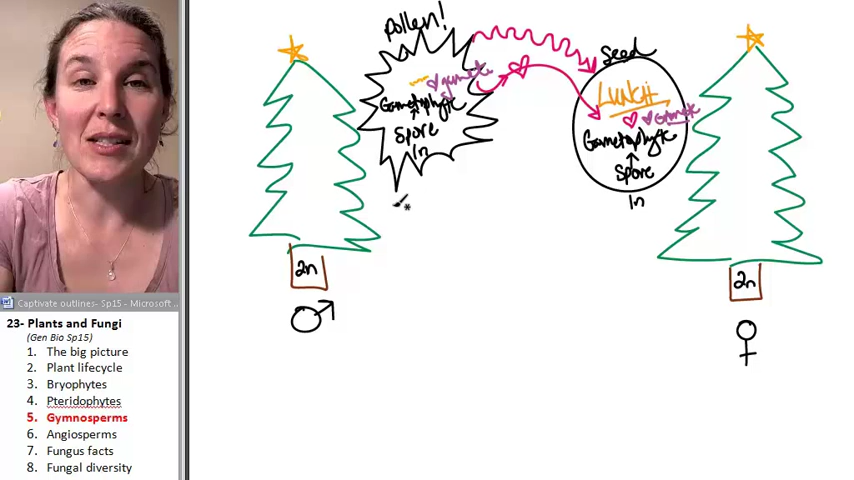 pollen!
gamete
Gametophyte
Spore
1n
seed
LUNCH
Gamete
Gametophyte
Spore
1n
2n
2n
Captivate outlines- Sp15 - Microsoft ...
23- Plants and Fungi
(Gen Bio Sp15)
1. The big picture
2. Plant lifecycle
3. Bryophytes
4. Pteridophytes
5. Gymnosperms
6. Angiosperms
7. Fungus facts
8. Fungal diversity